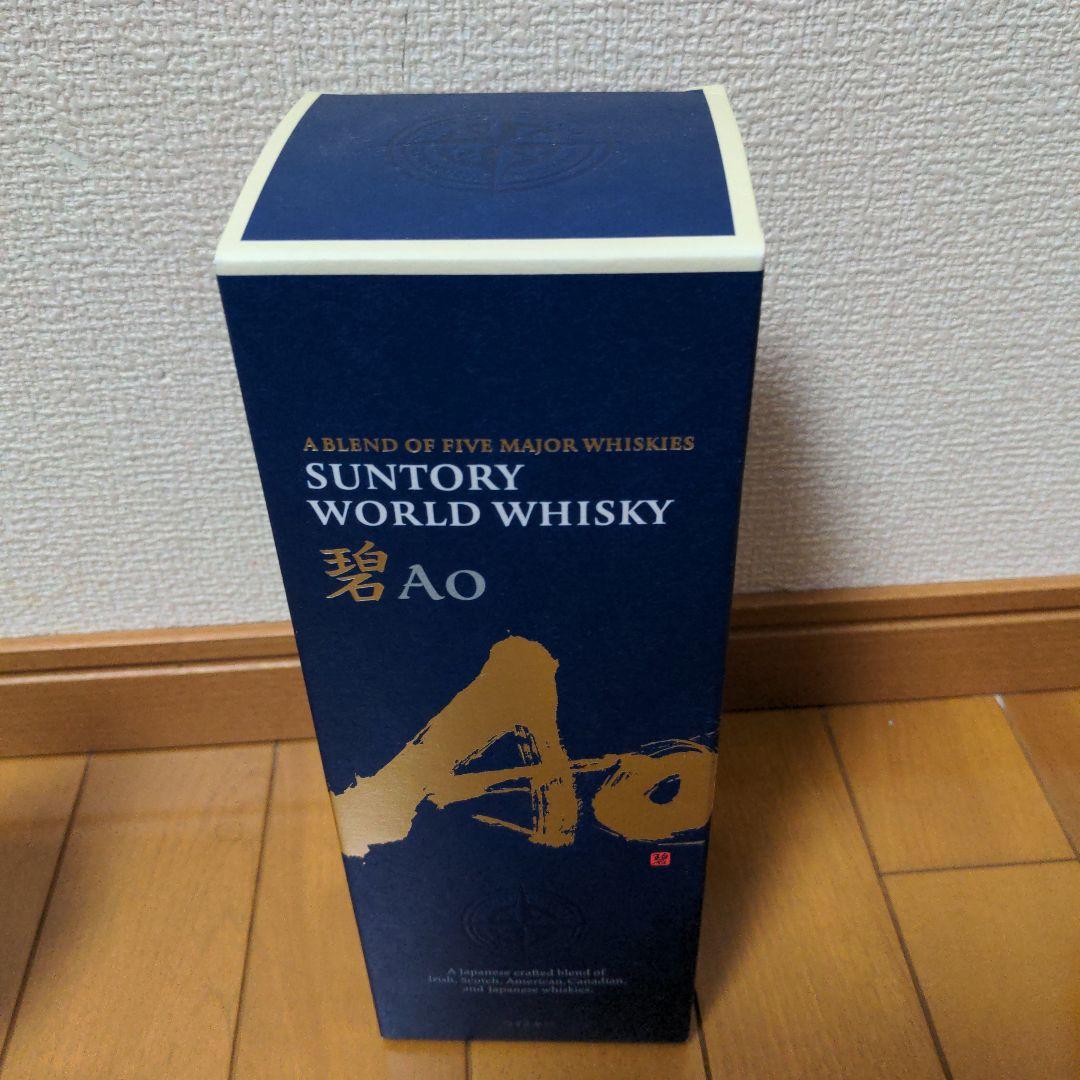 A BLEND OF FIVE MAJOR WHISKIES
SUNTORY
WORLD WHISKY
碧 AO
Ao
碧
A Japanese crafted blend of
Irish, Scotch, American, Canadian,
and Japanese whiskies.